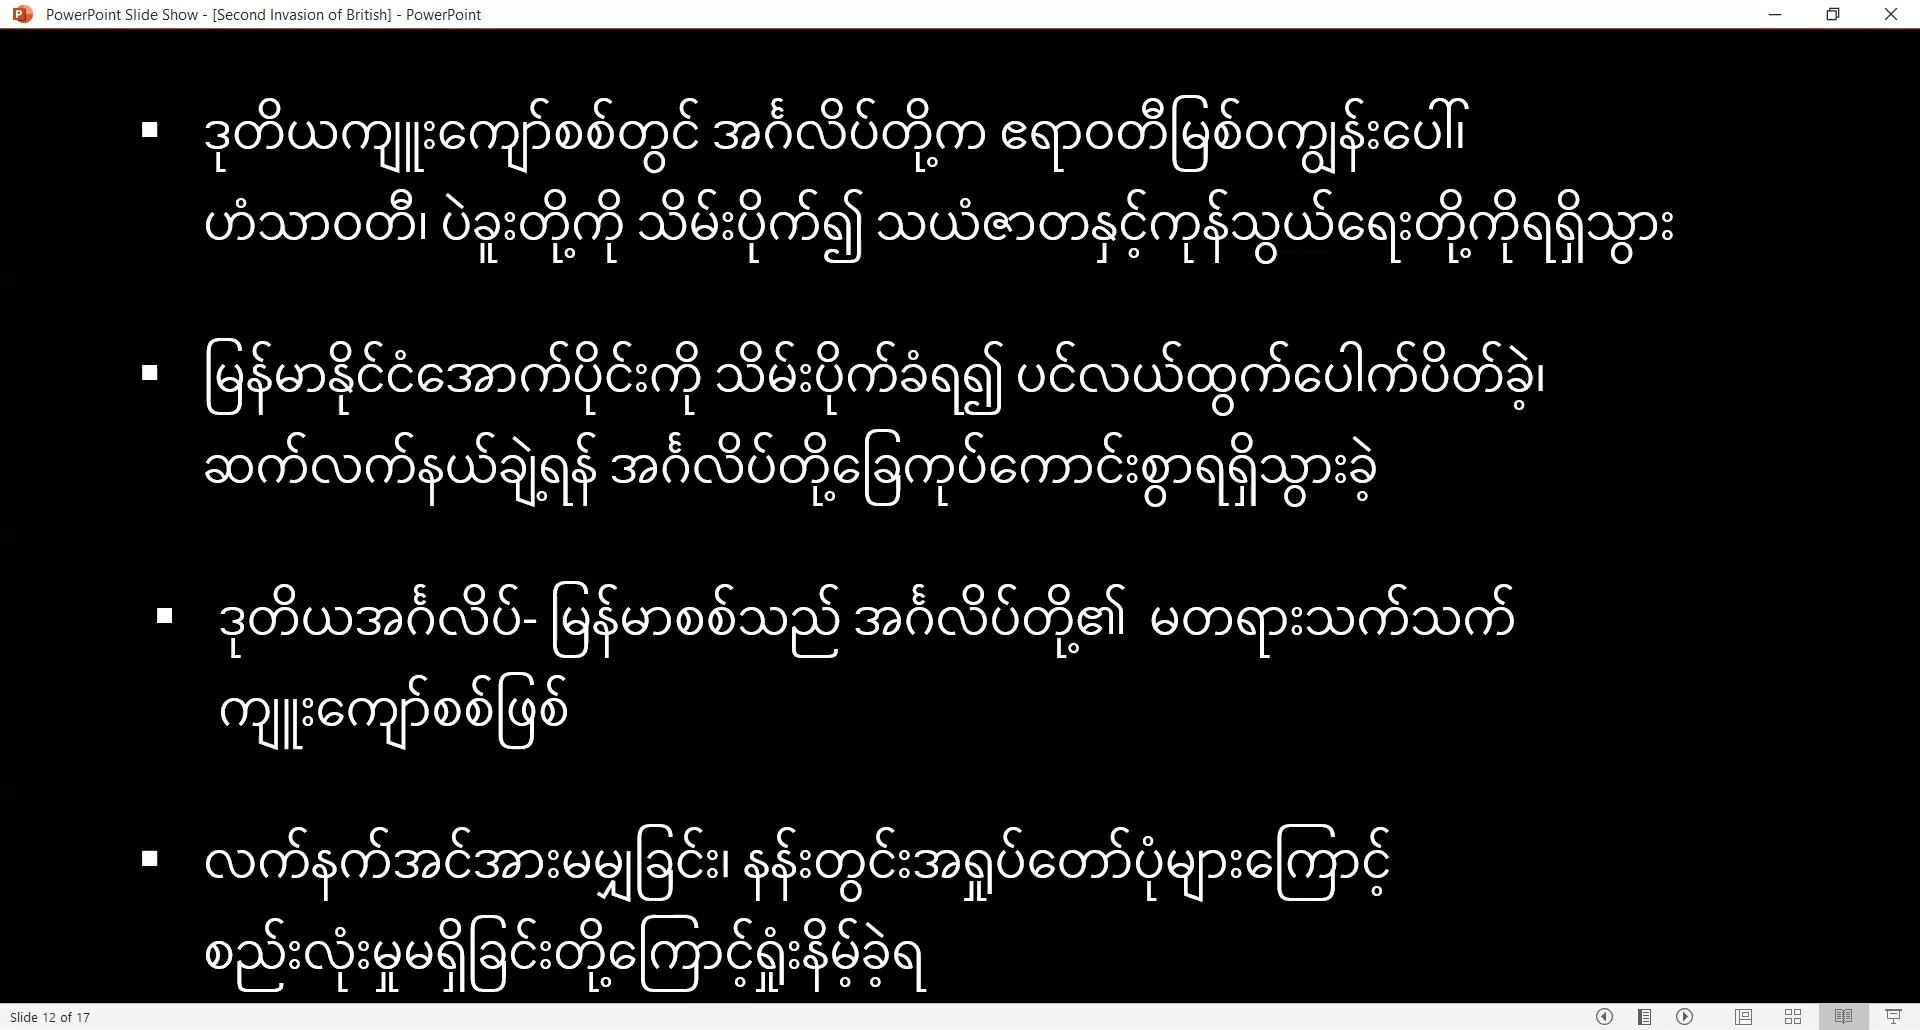 PowerPoint Slide Show - [Second Invasion of British] - PowerPoint
▪ ဒုတိယကျူးကျော်စစ်တွင် အင်္ဂလိပ်တို့က ဧရာဝတီမြစ်ဝကျွန်းပေါ်၊
ဟံသာဝတီ၊ ပဲခူးတို့ကို သိမ်းပိုက်၍ သယံဇာတနှင့်ကုန်သွယ်ရေးတို့ကိုရရှိသွား
▪ မြန်မာနိုင်ငံအောက်ပိုင်းကို သိမ်းပိုက်ခံရ၍ ပင်လယ်ထွက်ပေါက်ပိတ်ခဲ့၊
ဆက်လက်နယ်ချဲ့ရန် အင်္ဂလိပ်တို့ခြေကုပ်ကောင်းစွာရရှိသွားခဲ့
▪ ဒုတိယအင်္ဂလိပ်- မြန်မာစစ်သည် အင်္ဂလိပ်တို့၏ မတရားသက်သက်
ကျူးကျော်စစ်ဖြစ်
▪ လက်နက်အင်အားမမျှခြင်း၊ နန်းတွင်းအရှုပ်တော်ပုံများကြောင့်
စည်းလုံးမှုမရှိခြင်းတို့ကြောင့်ရှုံးနိမ့်ခဲ့ရ
Slide 12 of 17